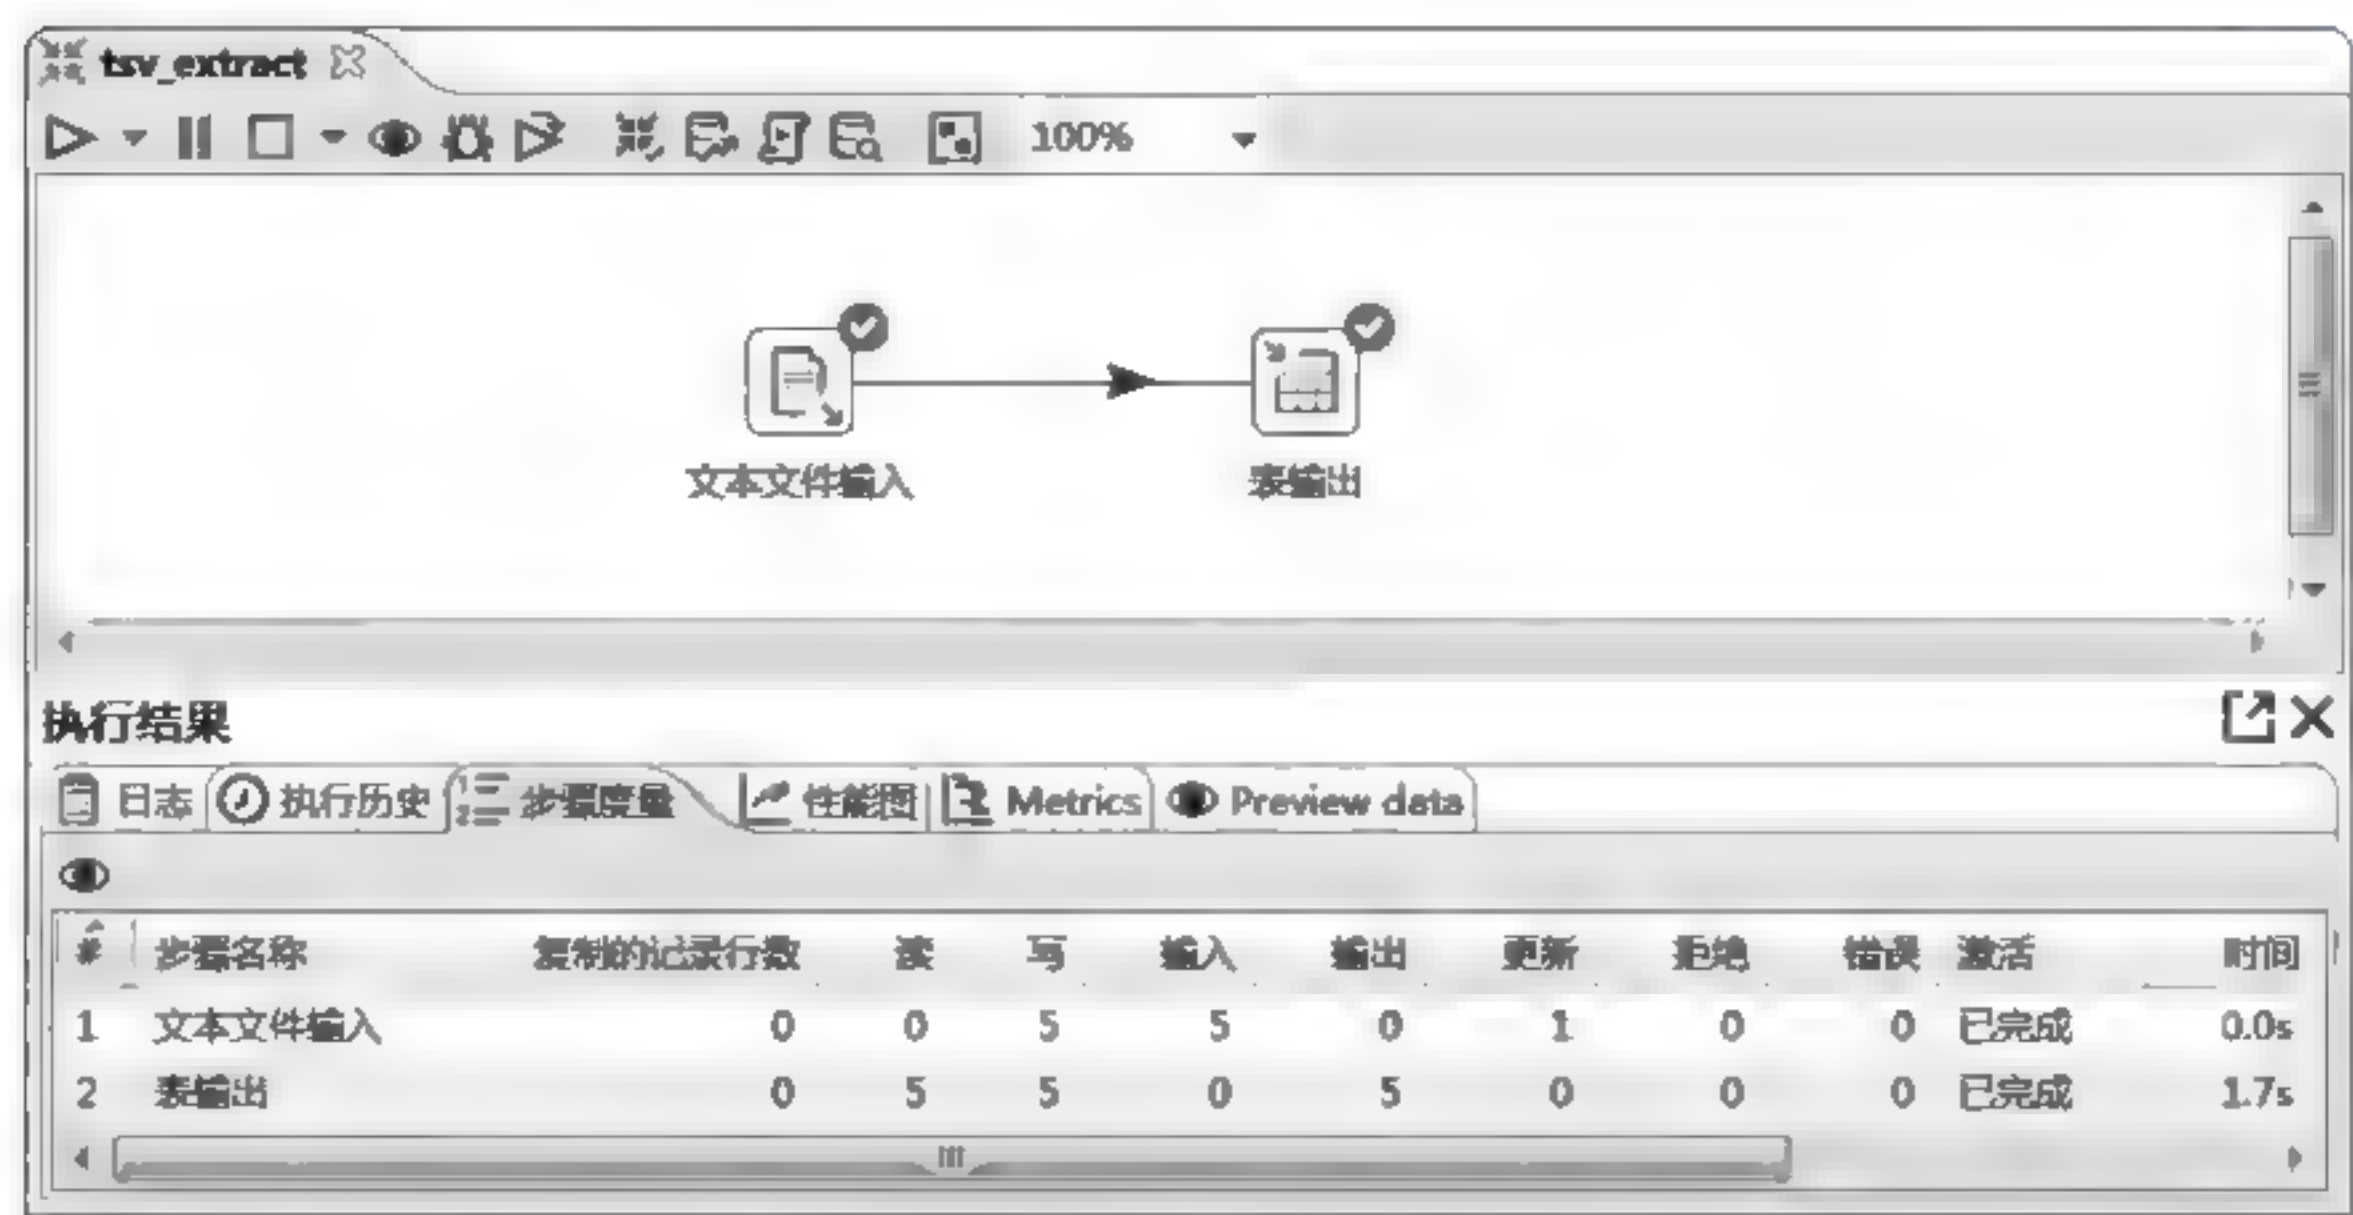 tsv_extract
100%
文本文件输入 表输出
执行结果
日志 执行历史 步骤度量 性能图 Metrics Preview data
# 步骤名称 复制的记录行数 读 写 输入 输出 更新 拒绝 错误 激活 时间
1 文本文件输入 0 0 5 5 0 1 0 0 已完成 0.0s
2 表输出 0 5 5 0 5 0 0 0 已完成 1.7s